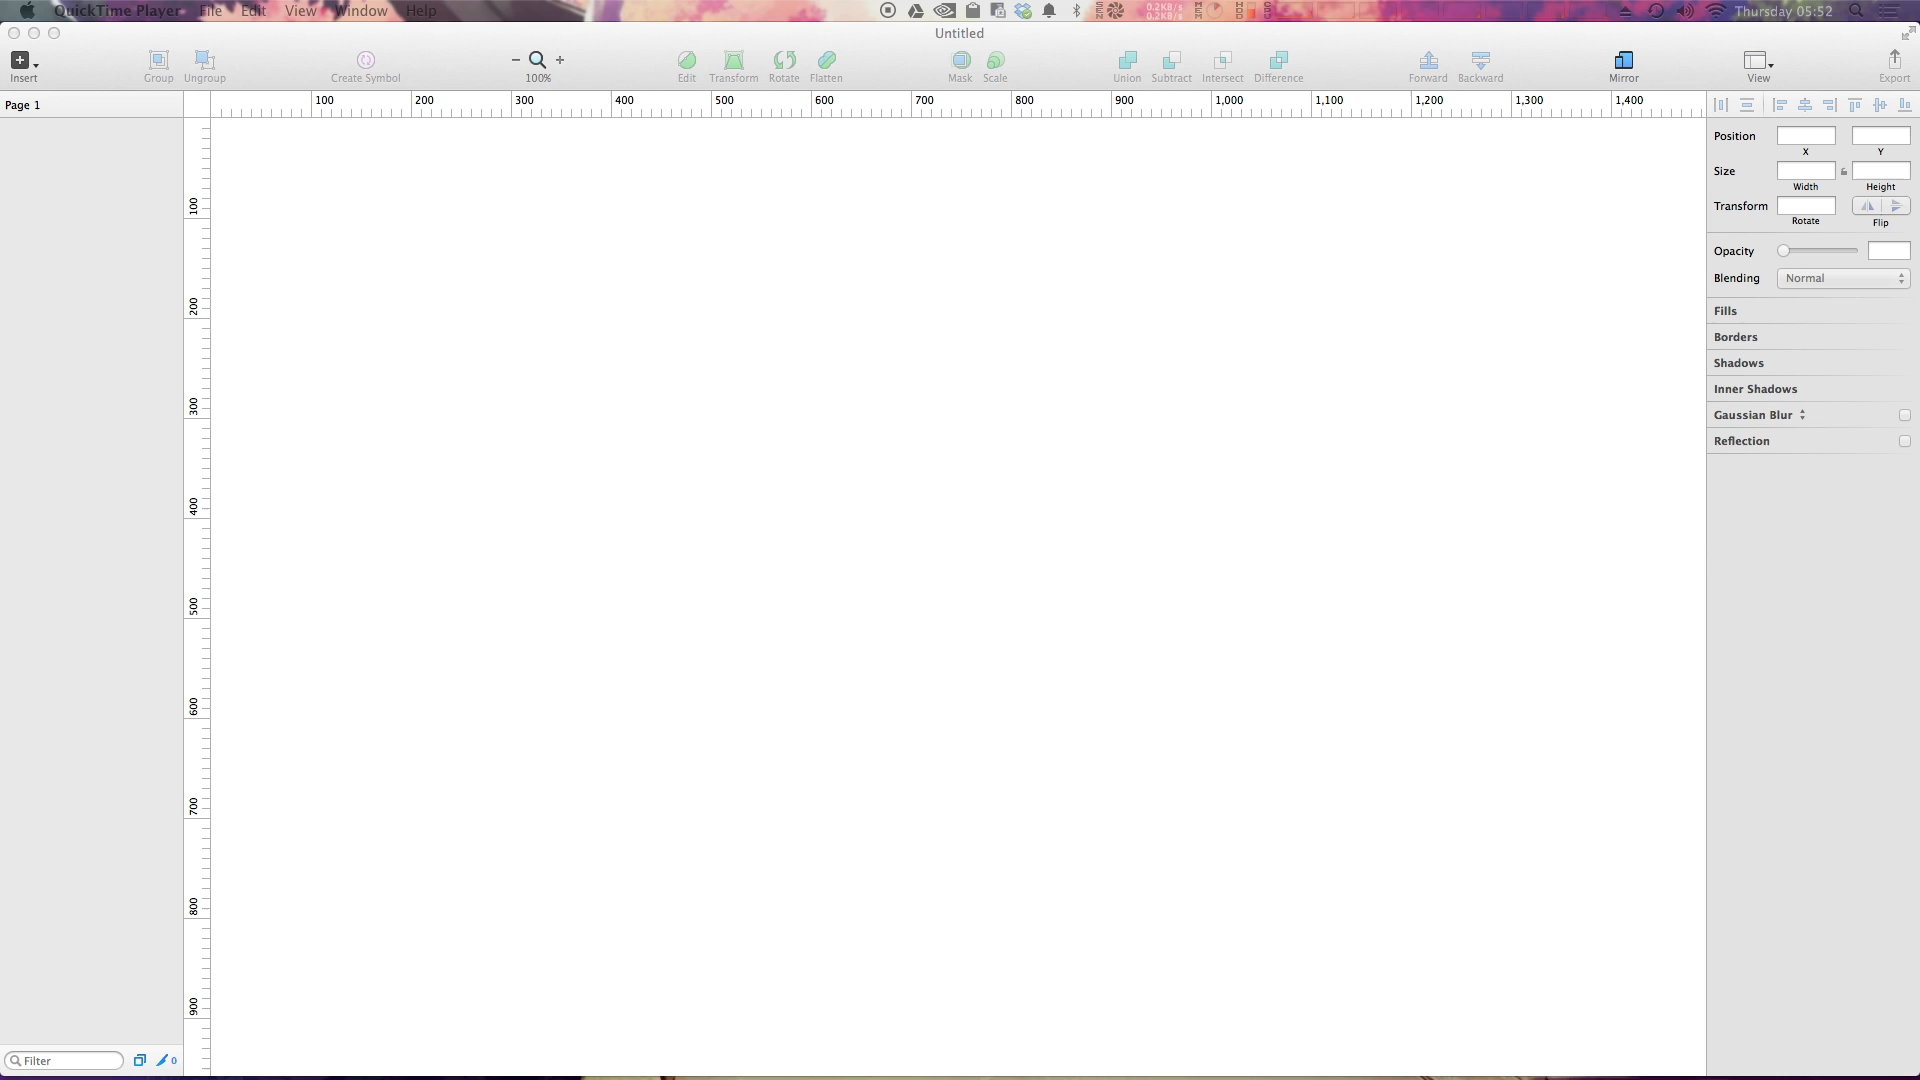 QuickTime Player File Edit View Window Help
0.2KB/s
0.2KB/s
Thursday 05:52
Untitled
Insert
Group
Ungroup
Create Symbol
100%
Edit
Transform
Rotate
Flatten
Mask
Scale
Union
Subtract
Intersect
Difference
Forward
Backward
Mirror
View
Export
Page 1
100 200 300 400 500 600 700 800 900 1,000 1,100 1,200 1,300 1,400
100
200
300
400
500
600
700
800
900
Position
X Y
Size
Width Height
Transform
Rotate Flip
Opacity
Blending Normal
Fills
Borders
Shadows
Inner Shadows
Gaussian Blur
Reflection
Filter
0